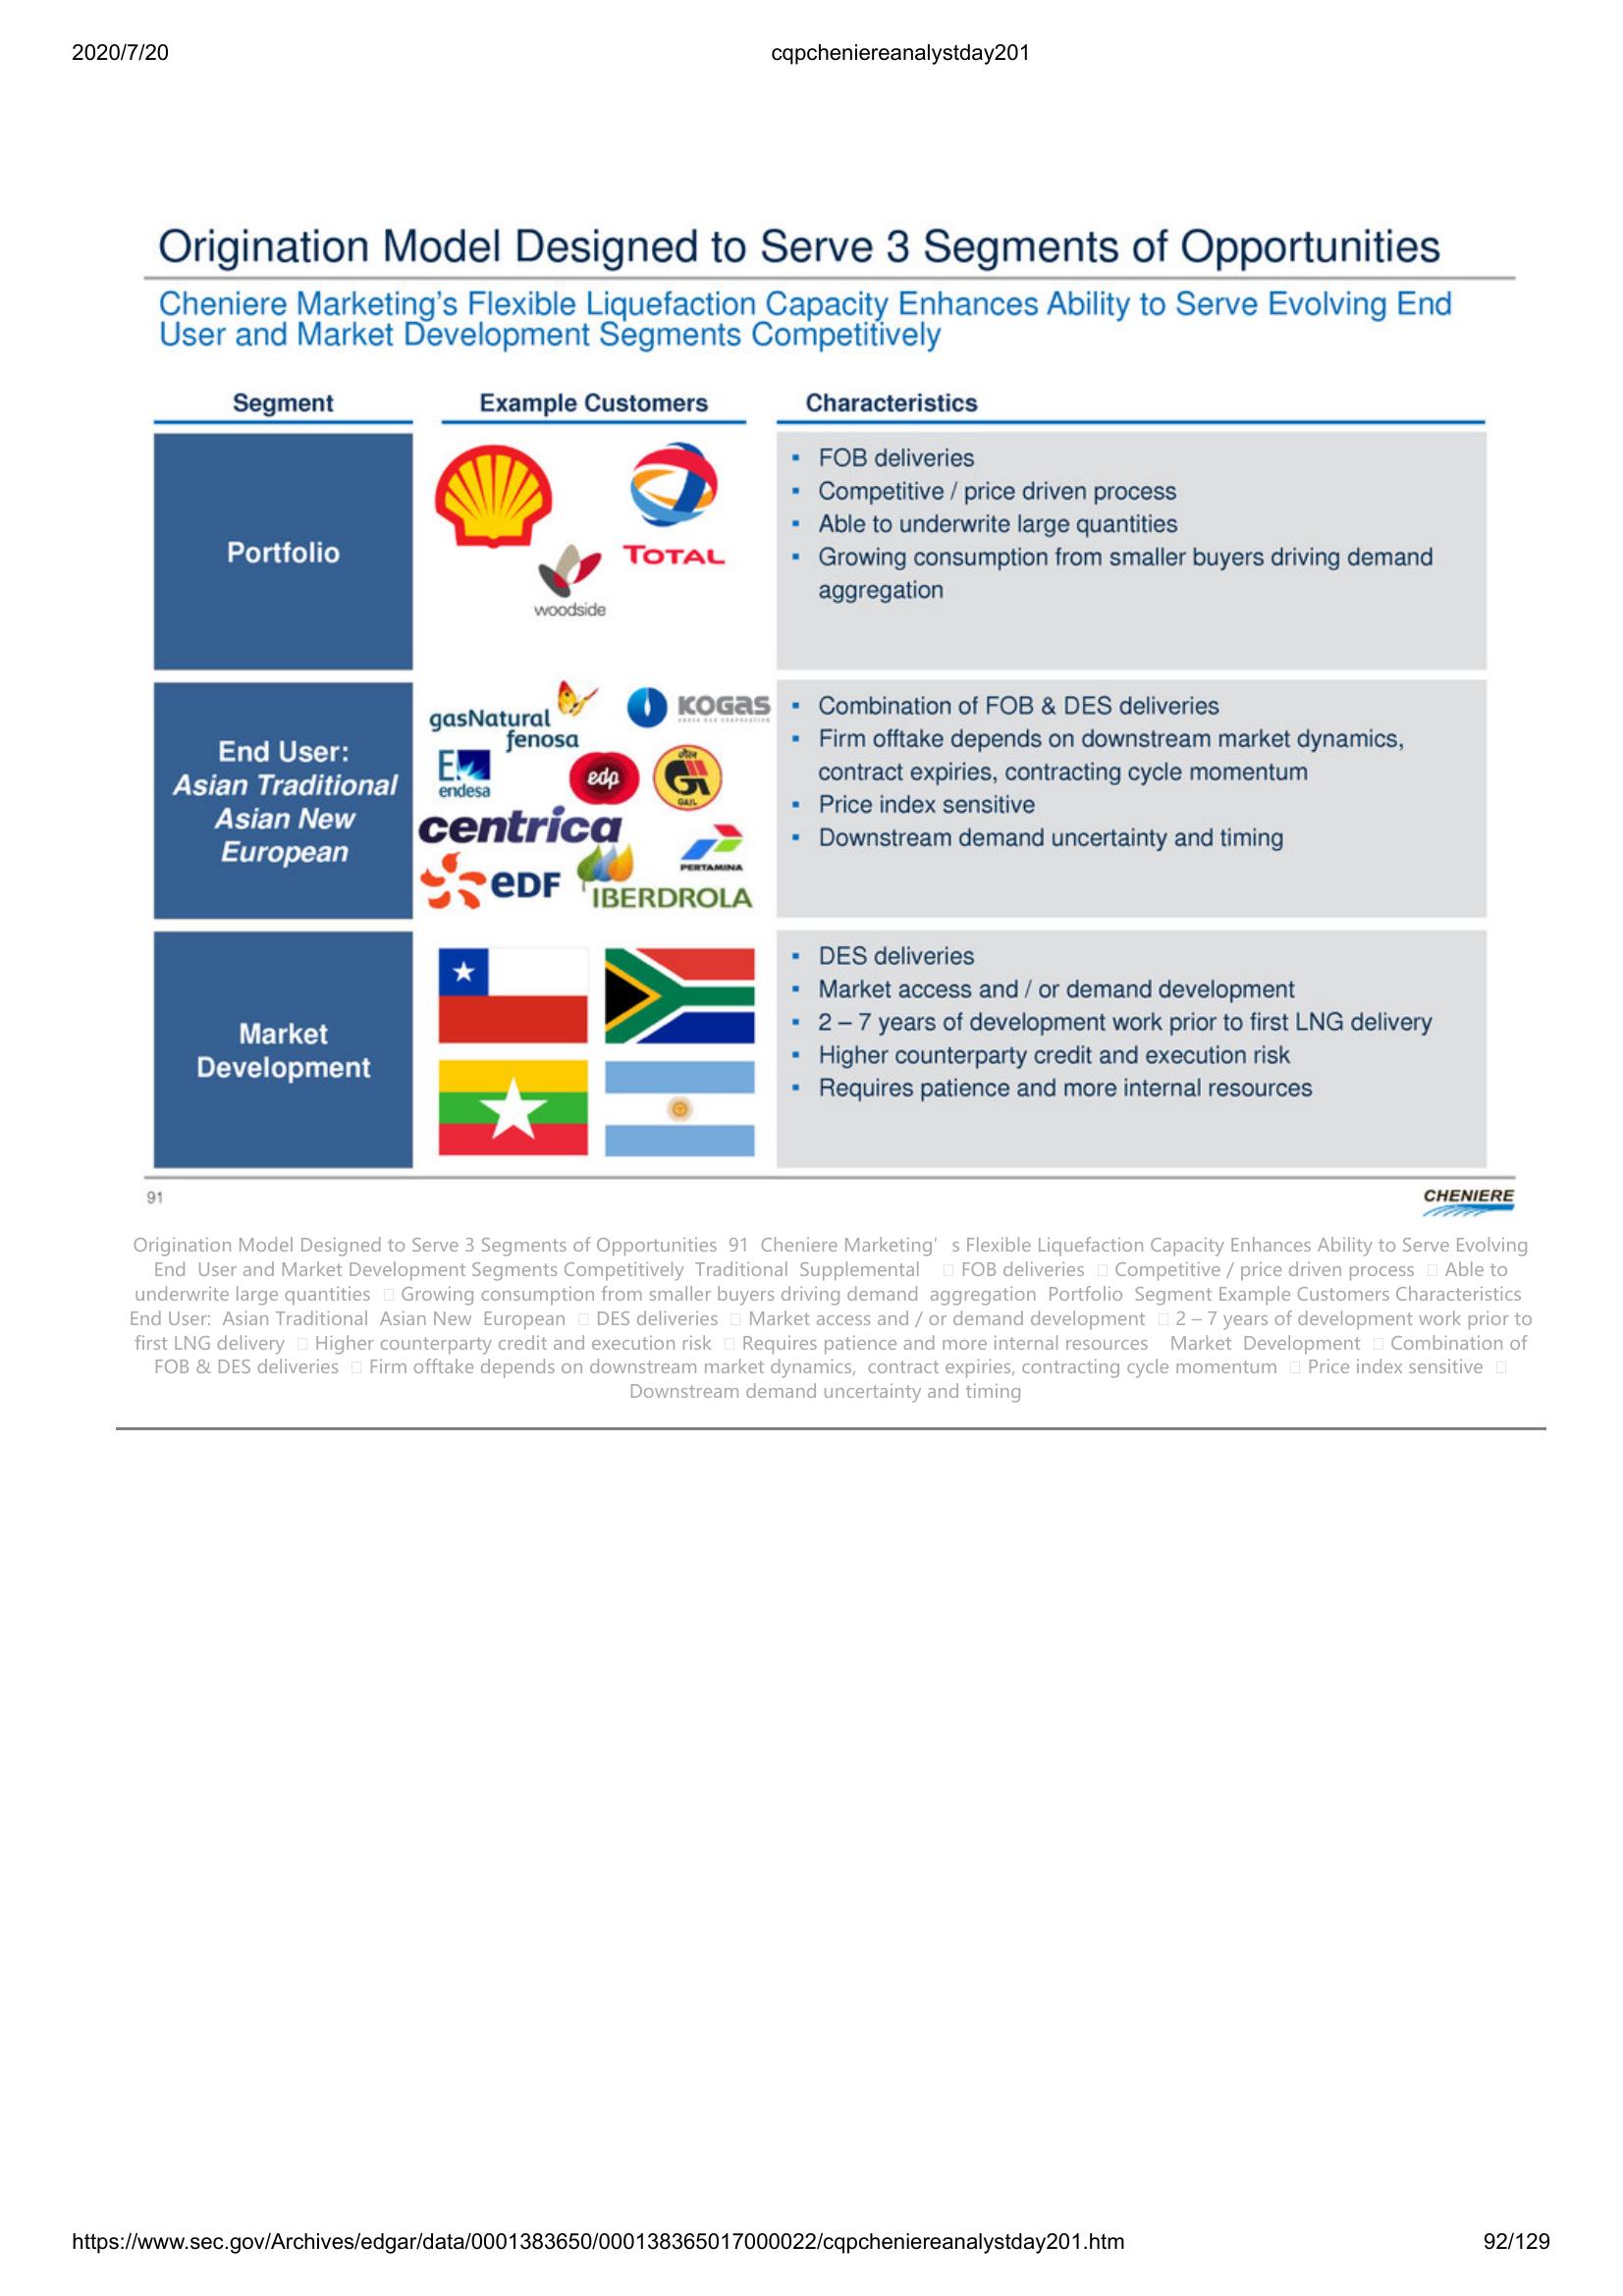 2020/7/20
cqpcheniereanalystday201
Origination Model Designed to Serve 3 Segments of Opportunities
Cheniere Marketing's Flexible Liquefaction Capacity Enhances Ability to Serve Evolving End
User and Market Development Segments Competitively
Segment
Example Customers
Characteristics
Portfolio
TOTAL
woodside
▪ FOB deliveries
▪ Competitive / price driven process
▪ Able to underwrite large quantities
▪ Growing consumption from smaller buyers driving demand
aggregation
End User:
Asian Traditional
Asian New
European
gasNatural
fenosa
KOGAS
KOREA GAS CORPORATION
endesa
edp
गेल
GAIL
centrica
PERTAMINA
eDF
IBERDROLA
▪ Combination of FOB & DES deliveries
▪ Firm offtake depends on downstream market dynamics,
contract expiries, contracting cycle momentum
▪ Price index sensitive
▪ Downstream demand uncertainty and timing
Market
Development
▪ DES deliveries
▪ Market access and / or demand development
▪ 2 – 7 years of development work prior to first LNG delivery
▪ Higher counterparty credit and execution risk
▪ Requires patience and more internal resources
91
CHENIERE
Origination Model Designed to Serve 3 Segments of Opportunities 91 Cheniere Marketing' s Flexible Liquefaction Capacity Enhances Ability to Serve Evolving
End User and Market Development Segments Competitively Traditional Supplemental □ FOB deliveries □ Competitive / price driven process □ Able to
underwrite large quantities □ Growing consumption from smaller buyers driving demand aggregation Portfolio Segment Example Customers Characteristics
End User: Asian Traditional Asian New European □ DES deliveries □ Market access and / or demand development □ 2 – 7 years of development work prior to
first LNG delivery □ Higher counterparty credit and execution risk □ Requires patience and more internal resources Market Development □ Combination of
FOB & DES deliveries □ Firm offtake depends on downstream market dynamics, contract expiries, contracting cycle momentum □ Price index sensitive □
Downstream demand uncertainty and timing
https://www.sec.gov/Archives/edgar/data/0001383650/000138365017000022/cqpcheniereanalystday201.htm
92/129